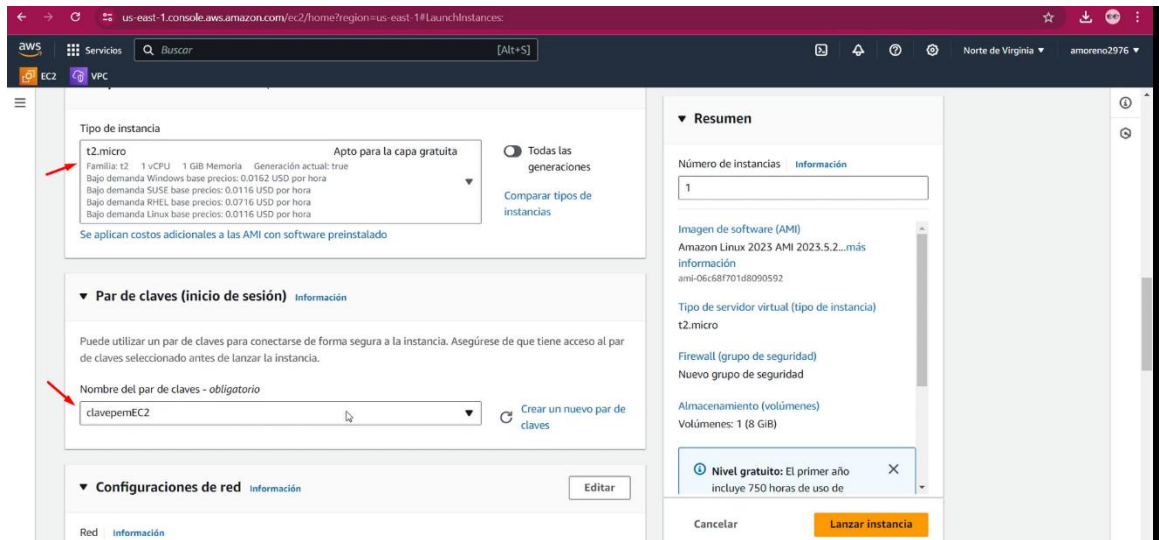 us-east-1.console.aws.amazon.com/ec2/home?region=us-east-1#LaunchInstances:
aws
Servicios
Buscar
[Alt+S]
Norte de Virginia
amoreno2976
EC2
VPC
Tipo de instancia
t2.micro
Apto para la capa gratuita
Familia: t2 1 vCPU 1 GiB Memoria Generación actual: true
Bajo demanda Windows base precios: 0.0162 USD por hora
Bajo demanda SUSE base precios: 0.0116 USD por hora
Bajo demanda RHEL base precios: 0.0716 USD por hora
Bajo demanda Linux base precios: 0.0116 USD por hora
Todas las
generaciones
Comparar tipos de
instancias
Se aplican costos adicionales a las AMI con software preinstalado
Par de claves (inicio de sesión) Información
Puede utilizar un par de claves para conectarse de forma segura a la instancia. Asegúrese de que tiene acceso al par
de claves seleccionado antes de lanzar la instancia.
Nombre del par de claves - obligatorio
clavepemEC2
Crear un nuevo par de
claves
Configuraciones de red Información
Editar
Red Información
Resumen
Número de instancias Información
1
Imagen de software (AMI)
Amazon Linux 2023 AMI 2023.5.2...más
información
ami-06c68f701d8090592
Tipo de servidor virtual (tipo de instancia)
t2.micro
Firewall (grupo de seguridad)
Nuevo grupo de seguridad
Almacenamiento (volúmenes)
Volúmenes: 1 (8 GiB)
Nivel gratuito: El primer año
incluye 750 horas de uso de
Cancelar
Lanzar instancia